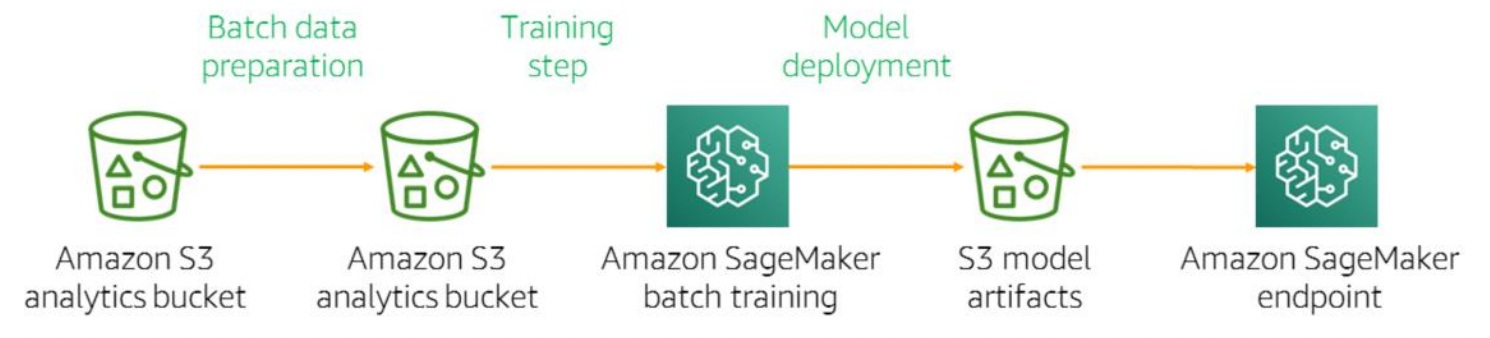 Batch data
preparation
Training
step
Model
deployment
Amazon S3
analytics bucket
Amazon S3
analytics bucket
Amazon SageMaker
batch training
S3 model
artifacts
Amazon SageMaker
endpoint